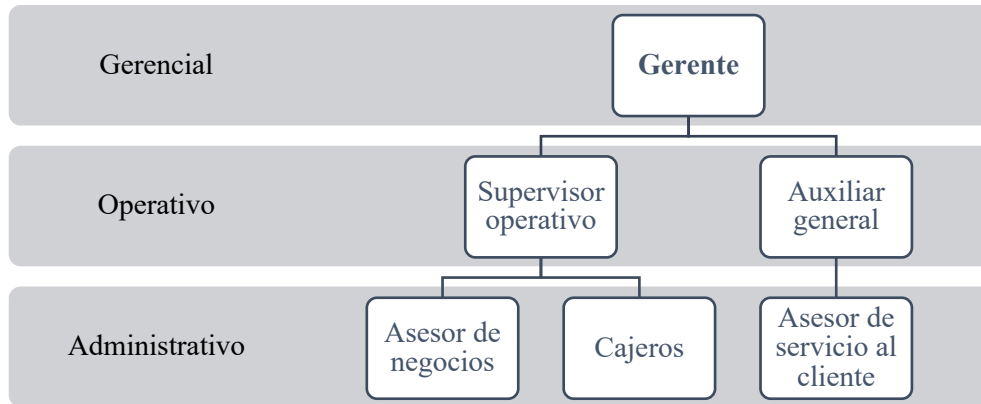 Gerencial
Gerente
Operativo
Supervisor
operativo
Auxiliar
general
Administrativo
Asesor de
negocios
Cajeros
Asesor de
servicio al
cliente